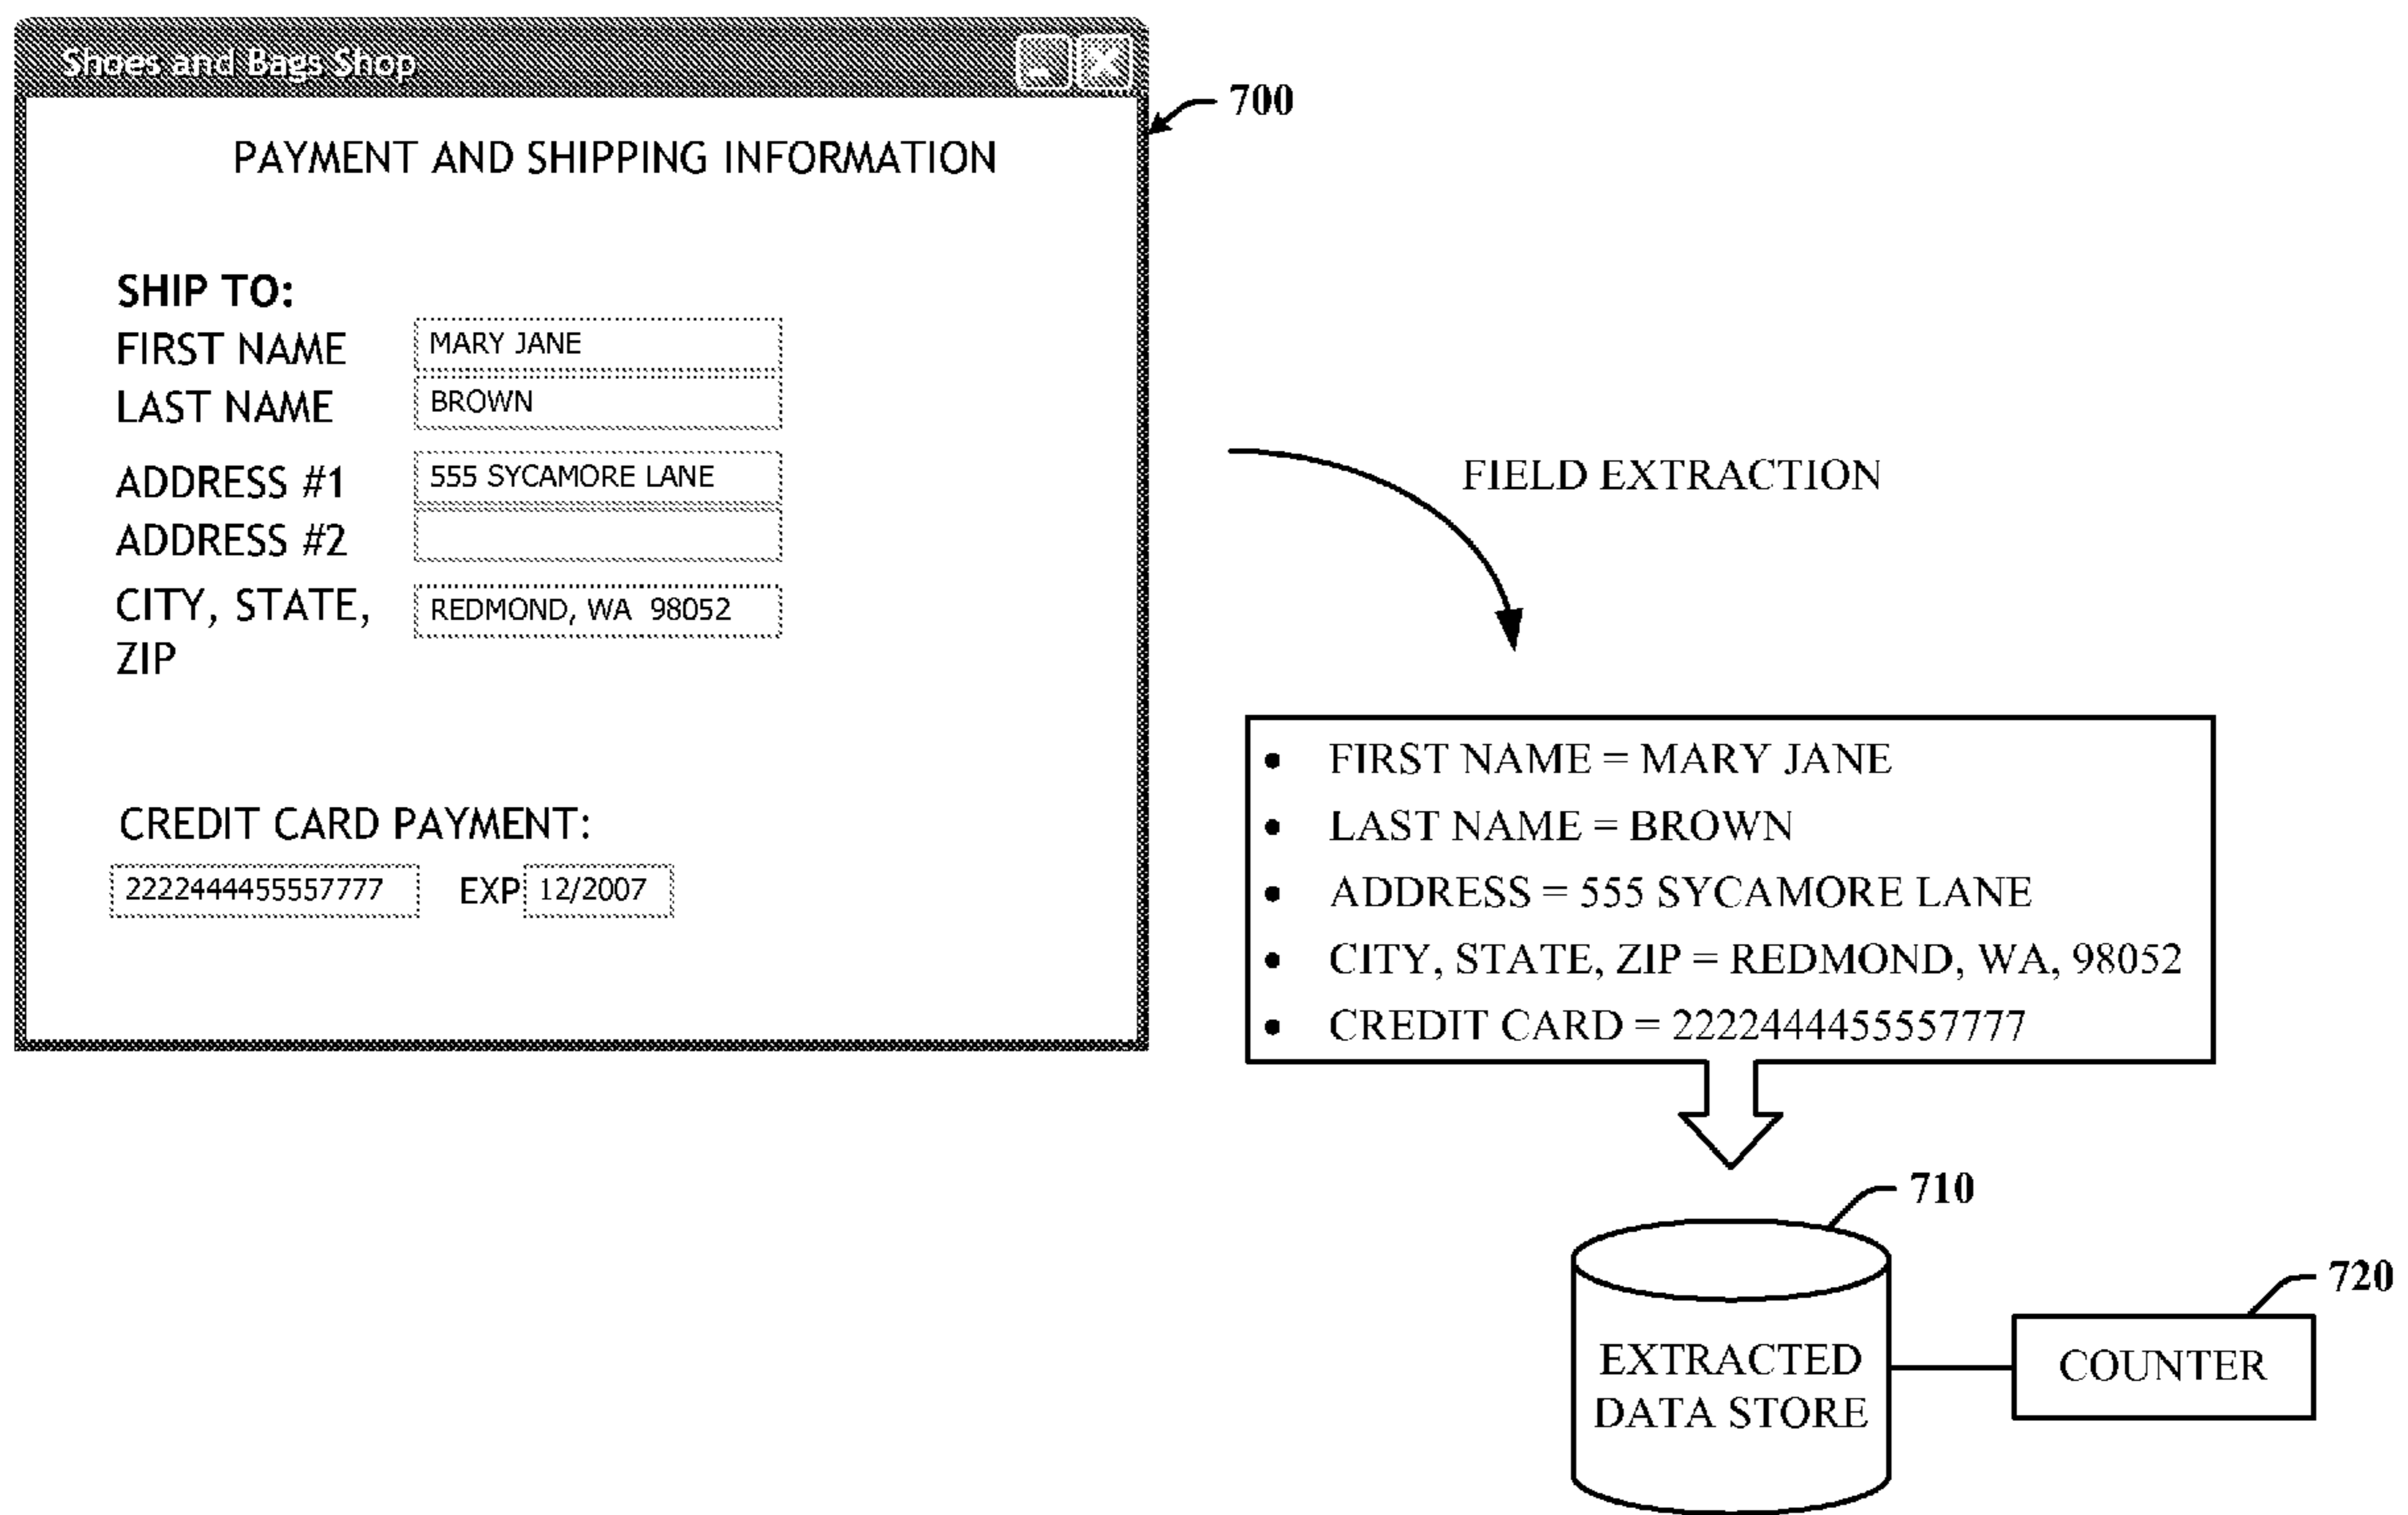 Shoes and Bags Shop
700
PAYMENT AND SHIPPING INFORMATION
SHIP TO:
FIRST NAME MARY JANE
LAST NAME BROWN
ADDRESS #1 555 SYCAMORE LANE
ADDRESS #2
CITY, STATE, REDMOND, WA 98052
ZIP
CREDIT CARD PAYMENT:
2222444455557777 EXP 12/2007
FIELD EXTRACTION
• FIRST NAME = MARY JANE
• LAST NAME = BROWN
• ADDRESS = 555 SYCAMORE LANE
• CITY, STATE, ZIP = REDMOND, WA, 98052
• CREDIT CARD = 2222444455557777
710
EXTRACTED
DATA STORE
720
COUNTER